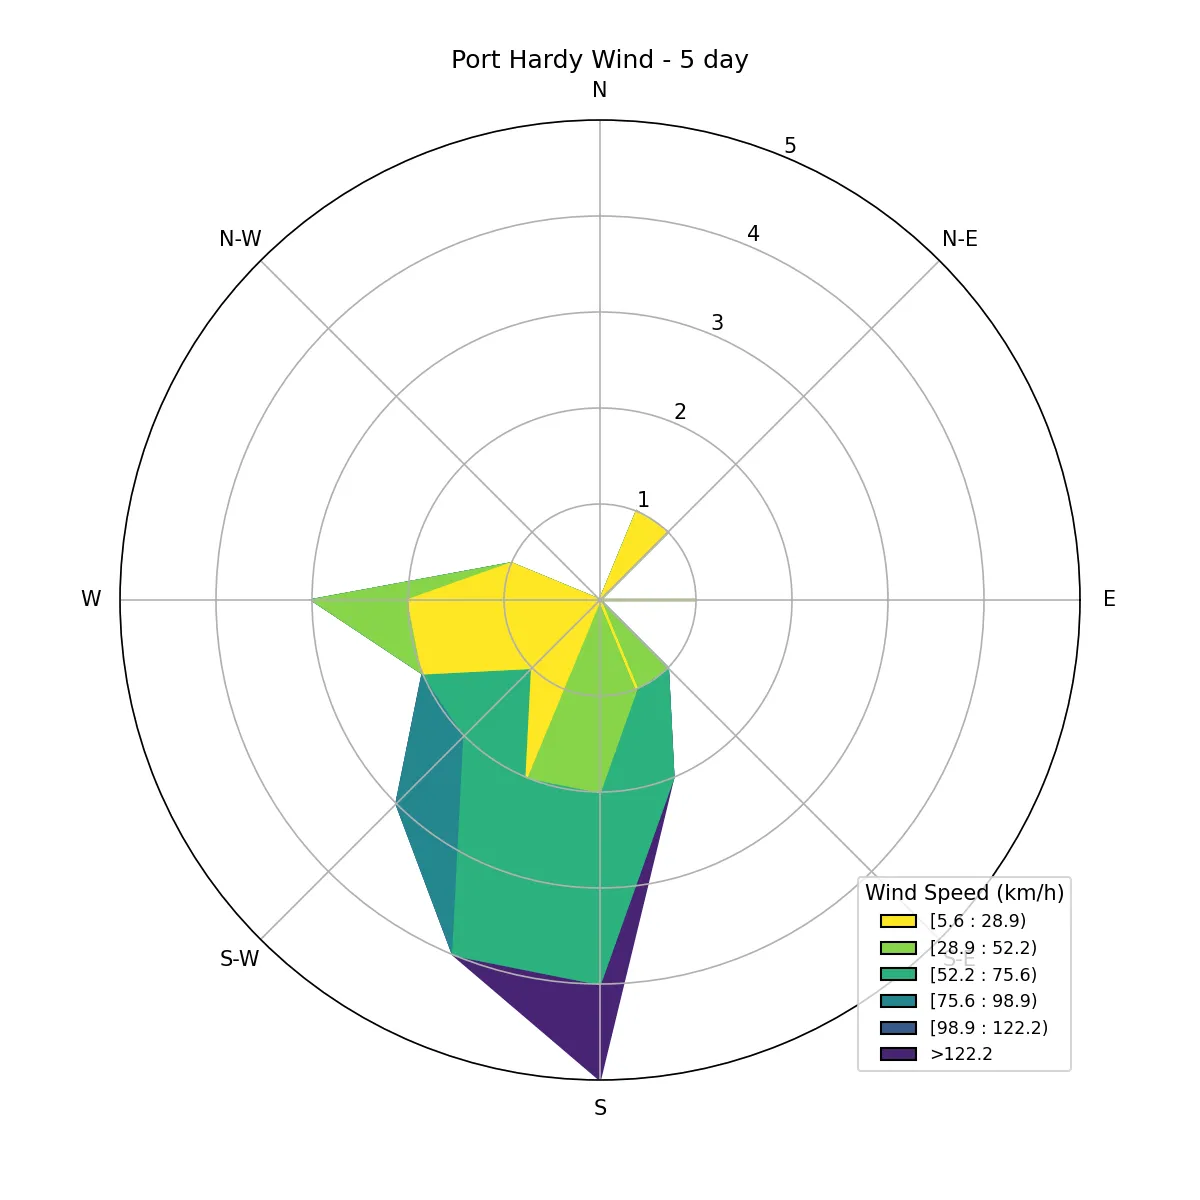 Port Hardy Wind - 5 day
N
5
N-W
4
N-E
3
2
1
W
E
Wind Speed (km/h)
[5.6 : 28.9)
[28.9 : 52.2)
S-W
S-E
[52.2 : 75.6)
[75.6 : 98.9)
[98.9 : 122.2)
>122.2
S